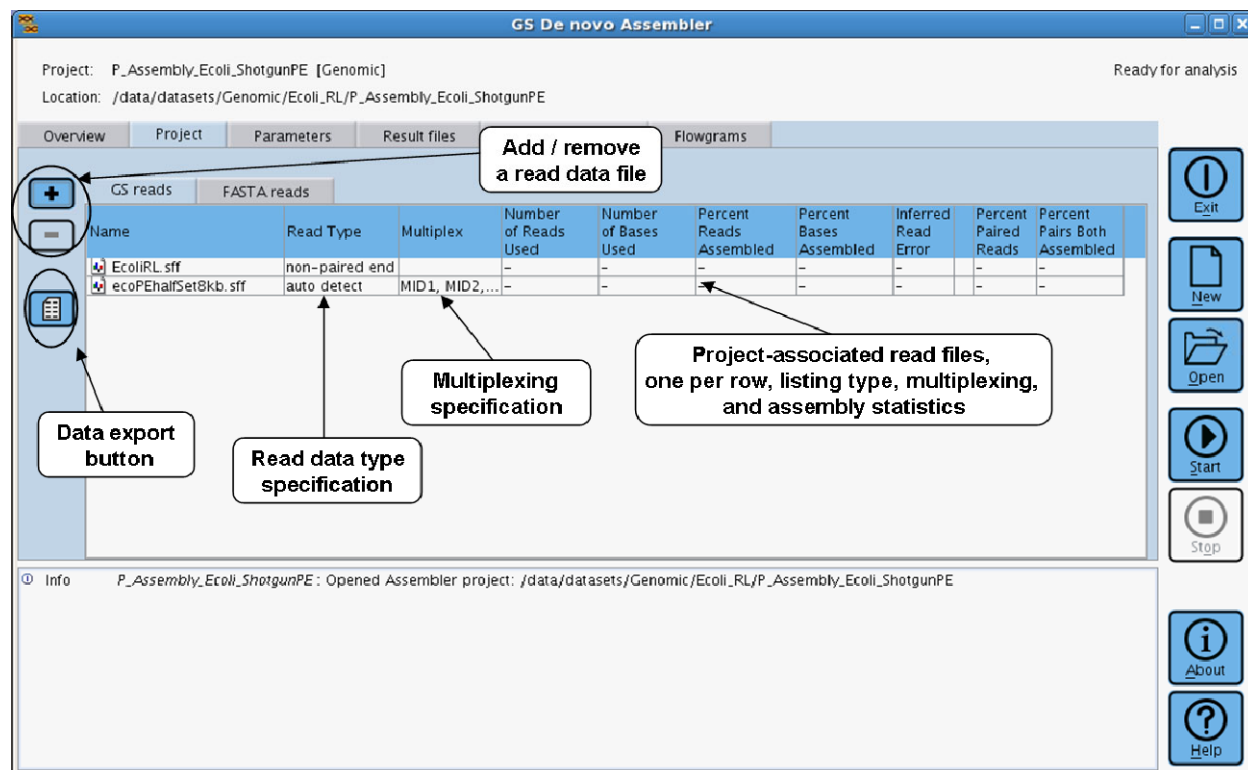 GS De novo Assembler
Project: P_Assembly_Ecoli_ShotgunPE [Genomic]
Ready for analysis
Location: /data/datasets/Genomic/Ecoli_RL/P_Assembly_Ecoli_ShotgunPE
Overview Project Parameters Result files Flowgrams
Add / remove
a read data file
GS reads FASTA reads
Name Read Type Multiplex Number of Reads Used Number of Bases Used Percent Reads Assembled Percent Bases Assembled Inferred Read Error Percent Paired Reads Percent Pairs Both Assembled
EcoliRL.sff non-paired end - - - - - - -
ecoPEhalfSet8kb.sff auto detect MID1, MID2,... - - - - - - -
Project-associated read files,
one per row, listing type, multiplexing,
and assembly statistics
Multiplexing
specification
Data export
button
Read data type
specification
Exit
New
Open
Start
Stop
Info P_Assembly_Ecoli_ShotgunPE : Opened Assembler project: /data/datasets/Genomic/Ecoli_RL/P_Assembly_Ecoli_ShotgunPE
About
Help